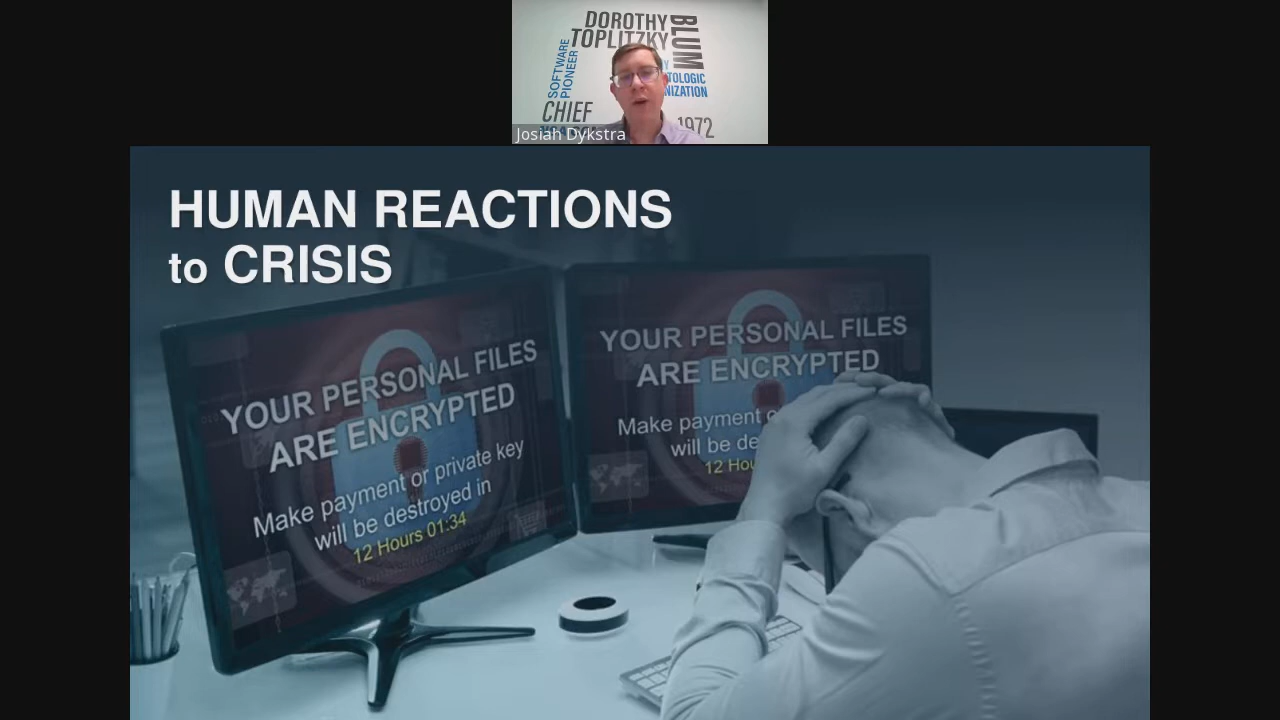 DOROTHY
TOPLITZKY
BLUM
SOFTWARE
PIONEER
CHIEF
1972
Josiah Dykstra
HUMAN REACTIONS
to CRISIS
YOUR PERSONAL FILES
ARE ENCRYPTED
Make payment or private key
will be destroyed in
12 Hours 01:34
YOUR PERSONAL FILES
ARE ENCRYPTED
Make payment
will be
12